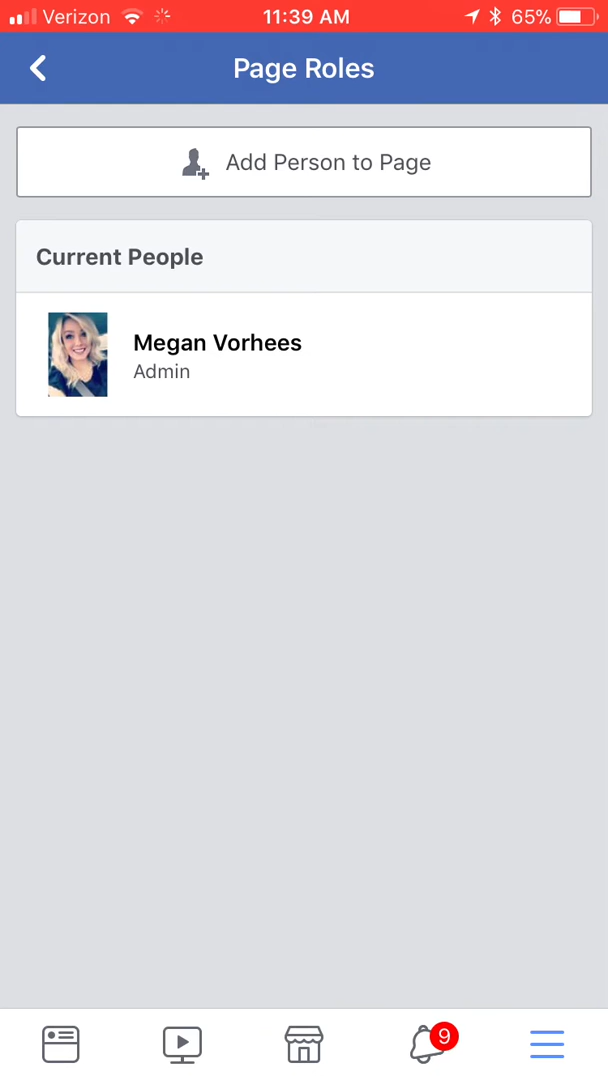 Verizon 11:39 AM 65%
Page Roles
Add Person to Page
Current People
Megan Vorhees
Admin
9